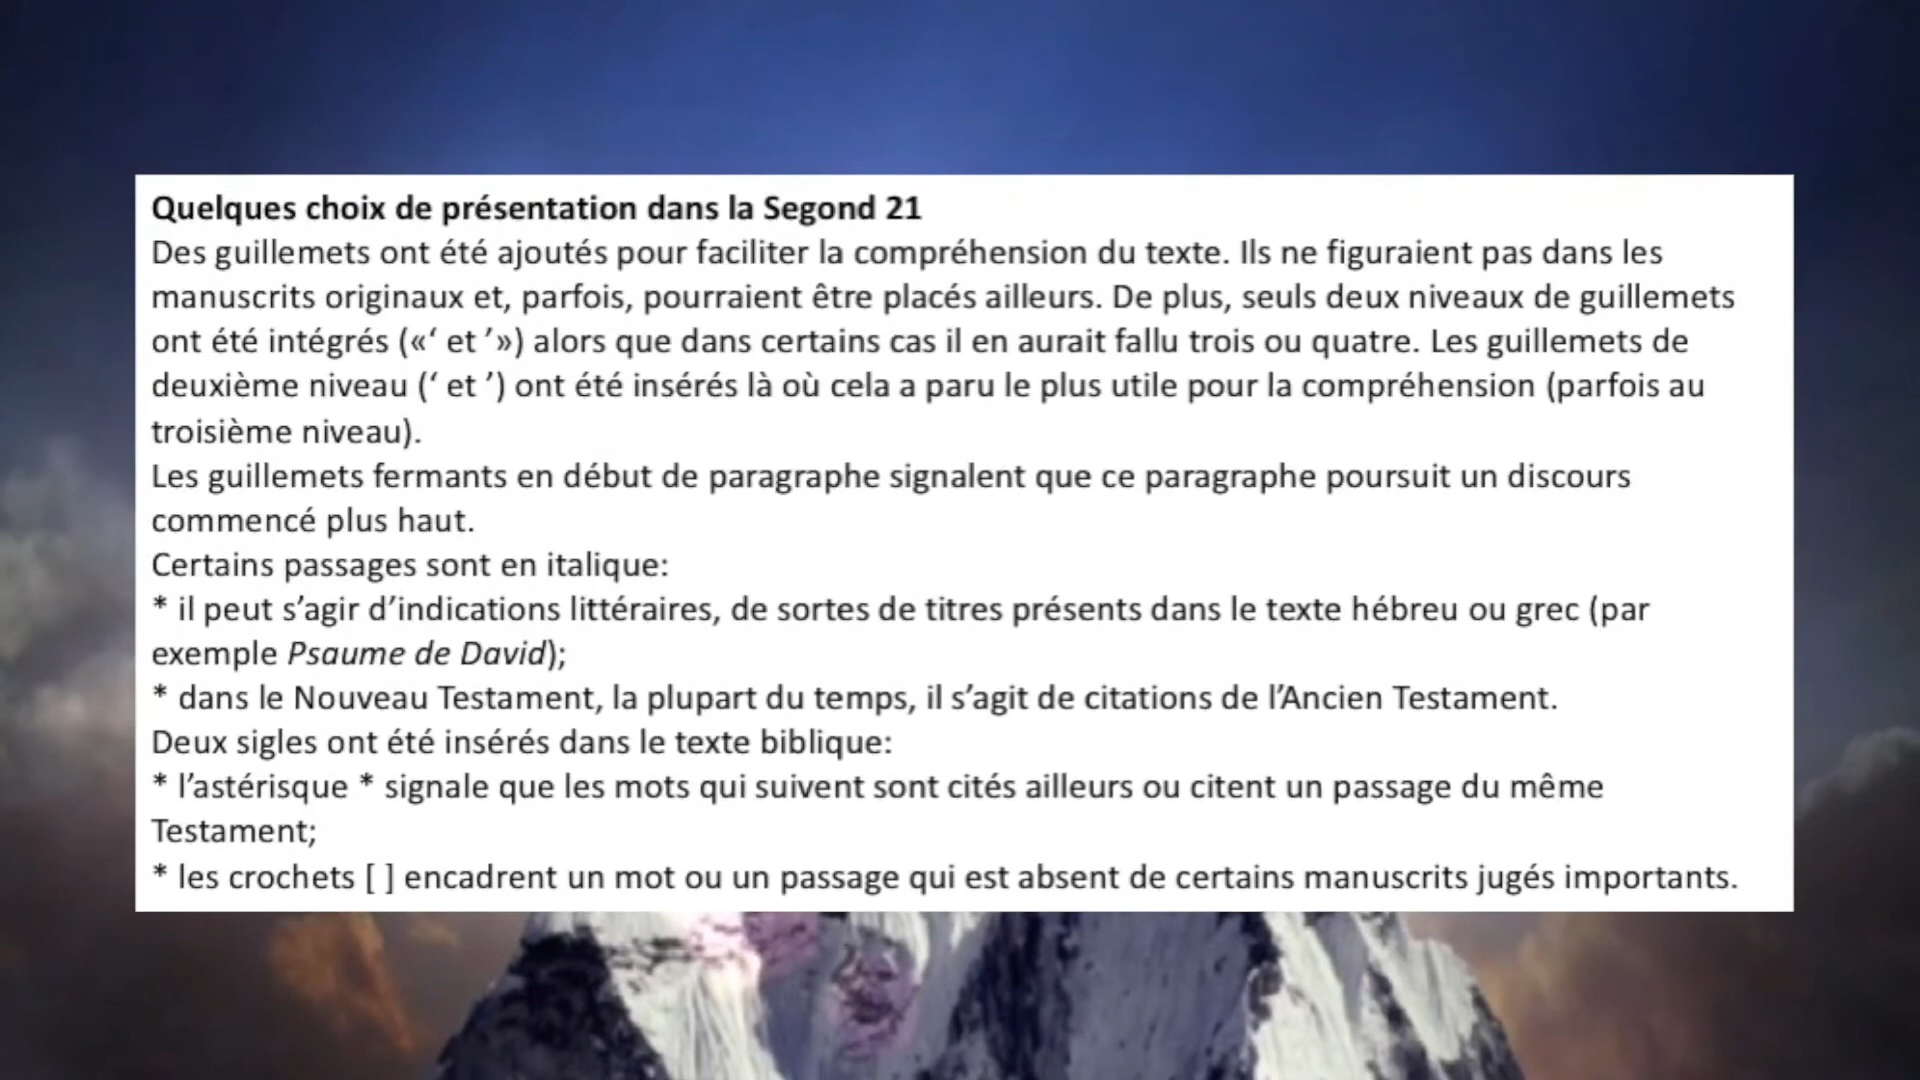 Quelques choix de présentation dans la Segond 21
Des guillemets ont été ajoutés pour faciliter la compréhension du texte. Ils ne figuraient pas dans les
manuscrits originaux et, parfois, pourraient être placés ailleurs. De plus, seuls deux niveaux de guillemets
ont été intégrés («‘ et ’») alors que dans certains cas il en aurait fallu trois ou quatre. Les guillemets de
deuxième niveau (‘ et ’) ont été insérés là où cela a paru le plus utile pour la compréhension (parfois au
troisième niveau).
Les guillemets fermants en début de paragraphe signalent que ce paragraphe poursuit un discours
commencé plus haut.
Certains passages sont en italique:
* il peut s’agir d’indications littéraires, de sortes de titres présents dans le texte hébreu ou grec (par
exemple Psaume de David);
* dans le Nouveau Testament, la plupart du temps, il s’agit de citations de l’Ancien Testament.
Deux sigles ont été insérés dans le texte biblique:
* l’astérisque * signale que les mots qui suivent sont cités ailleurs ou citent un passage du même
Testament;
* les crochets [ ] encadrent un mot ou un passage qui est absent de certains manuscrits jugés importants.